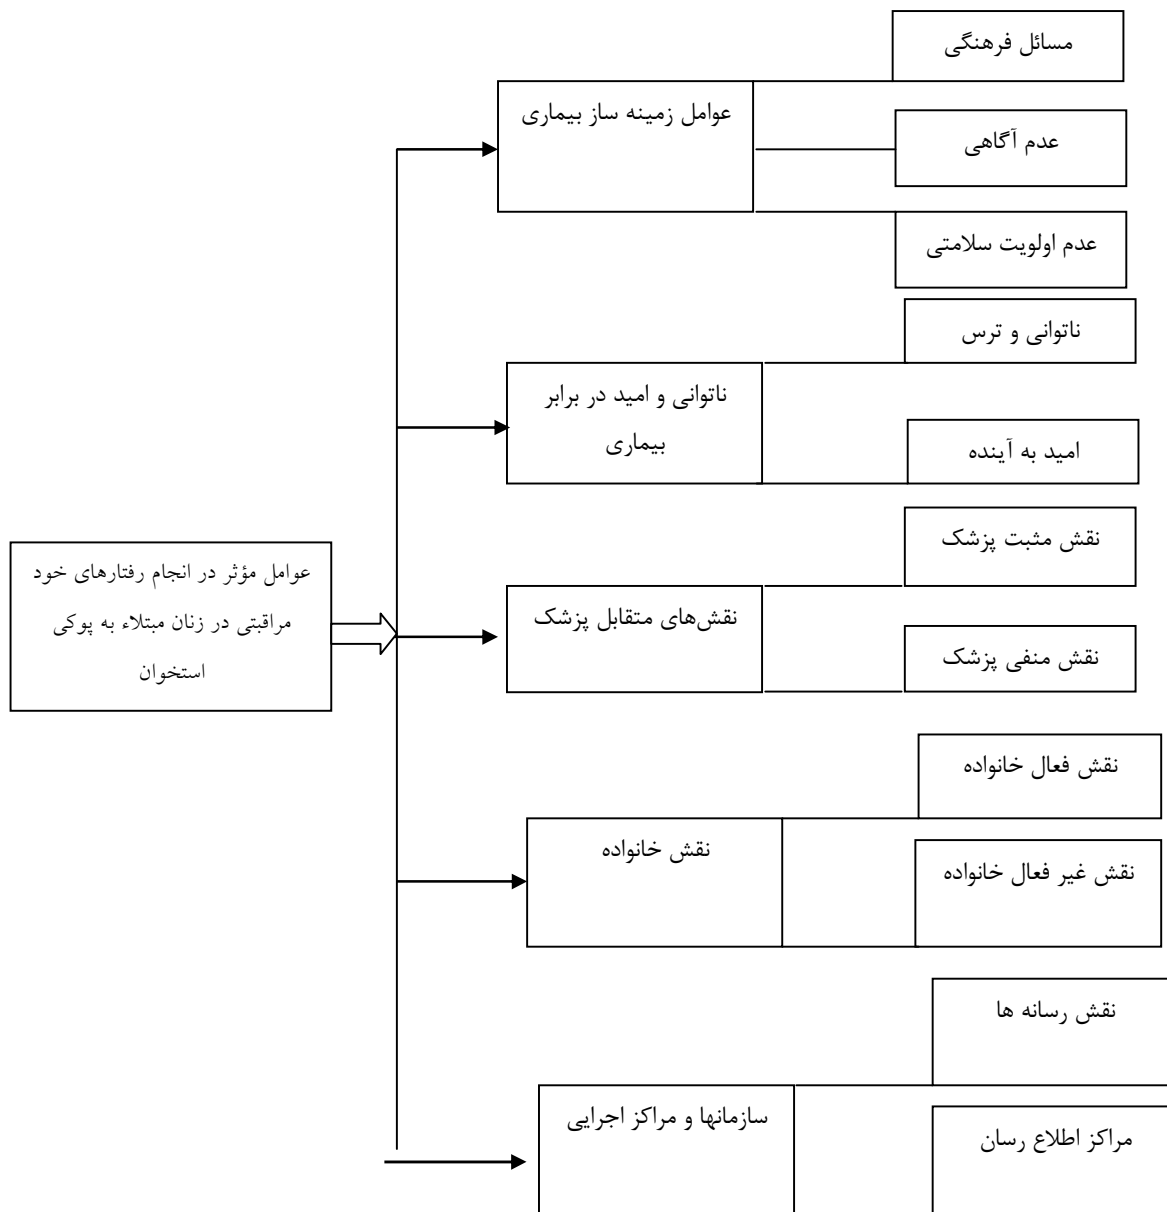 مسائل فرهنگی
عوامل زمینه ساز بیماری
عدم آگاهی
عدم اولویت سلامتی
ناتوانی و ترس
ناتوانی و امید در برابر
بیماری
امید به آینده
نقش مثبت پزشک
عوامل مؤثر در انجام رفتارهای خود
مراقبتی در زنان مبتلاء به پوکی
استخوان
نقش‌های متقابل پزشک
نقش منفی پزشک
نقش فعال خانواده
نقش خانواده
نقش غیر فعال خانواده
نقش رسانه ها
سازمانها و مراکز اجرایی
مراکز اطلاع رسان